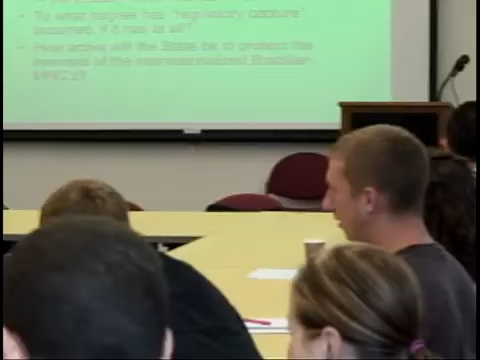 To what degree has "regulatory capture"
occurred, if it has at all?
How active will the State be to protect the
interests of the internationalized Brazilian
MNCS?